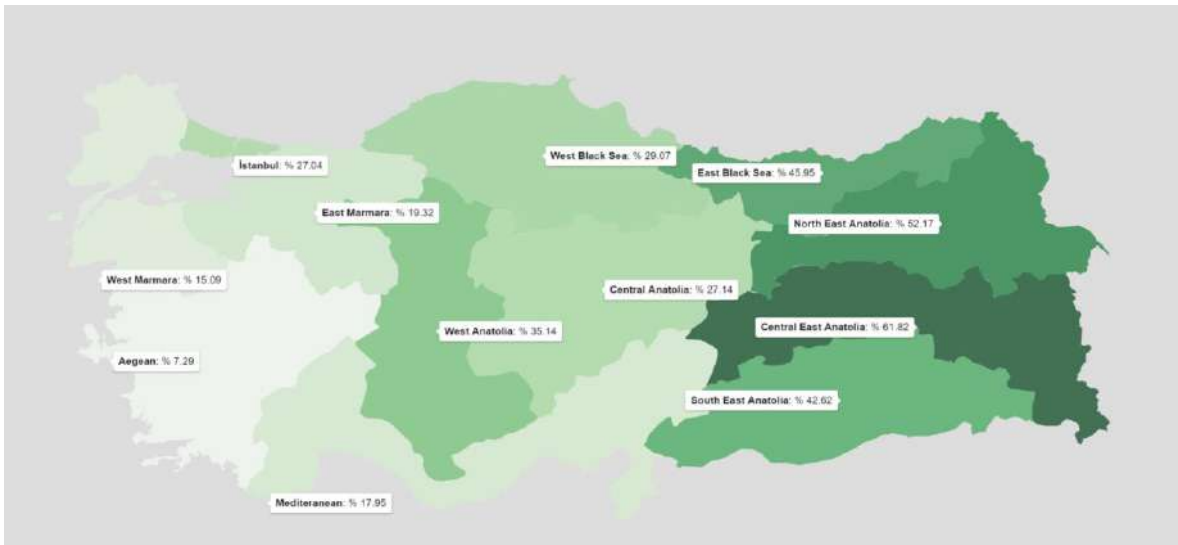 West Black Sea: % 29.07
İstanbul: % 27.04
East Black Sea: % 45.95
East Marmara: % 19.32
North East Anatolia: % 52.17
West Marmara: % 15.09
Central Anatolia: % 27.14
West Anatolia: % 35.14
Central East Anatolia: % 61.82
Aegean: % 7.29
South East Anatolia: % 42.62
Mediteranean: % 17.95